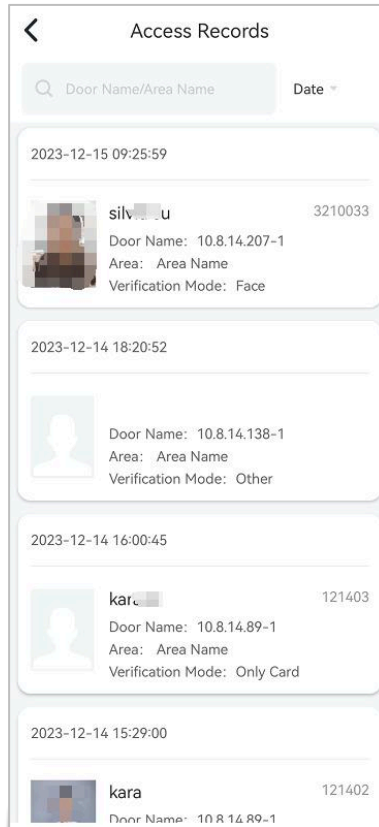 Access Records
Door Name/Area Name
Date
2023-12-15 09:25:59
3210033
Door Name: 10.8.14.207-1
Area: Area Name
Verification Mode: Face
2023-12-14 18:20:52
Door Name: 10.8.14.138-1
Area: Area Name
Verification Mode: Other
2023-12-14 16:00:45
121403
Door Name: 10.8.14.89-1
Area: Area Name
Verification Mode: Only Card
2023-12-14 15:29:00
kara 121402
Door Name: 10.8.14.89-1